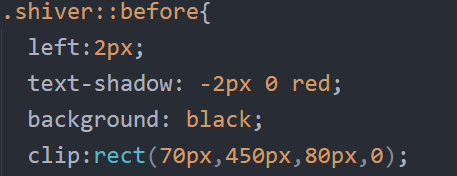 .shiver::before{
left:2px;
text-shadow: -2px 0 red;
background: black;
clip:rect(70px,450px,80px,0);